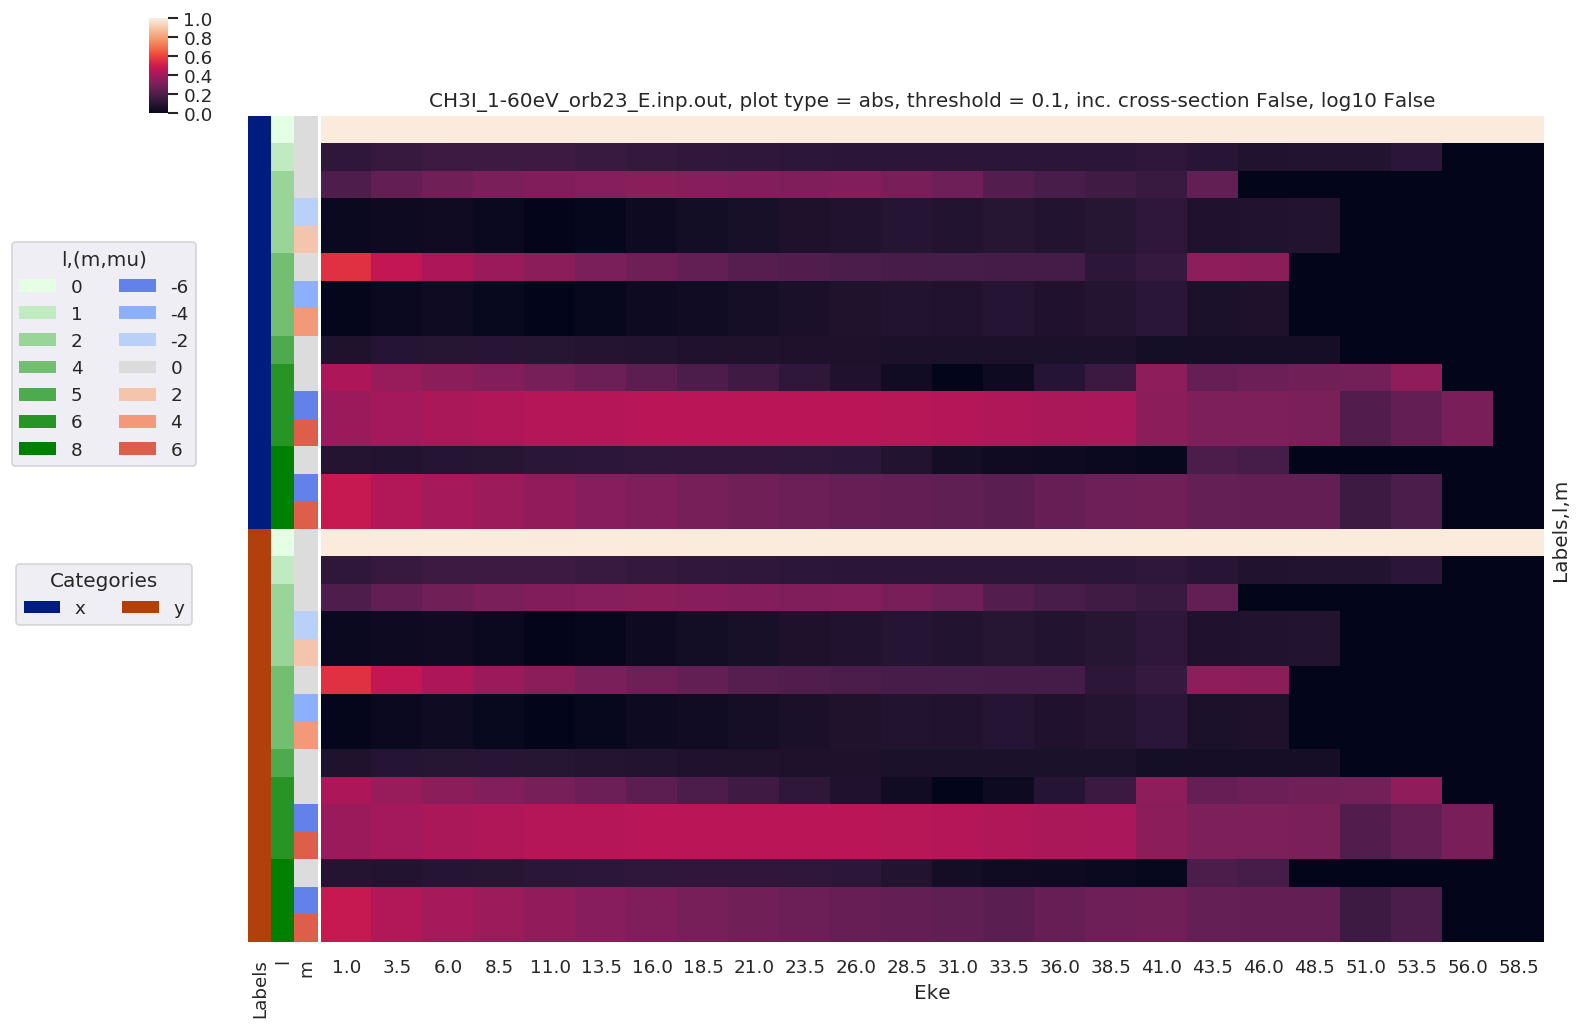 1.0
0.8
0.6
0.4
0.2
0.0
CH3I_1-60eV_orb23_E.inp.out, plot type = abs, threshold = 0.1, inc. cross-section False, log10 False
l,(m,mu)
0 -6
1 -4
2 -2
4 0
5 2
6 4
8 6
Categories
x y
Labels,l,m
Labels l m 1.0 3.5 6.0 8.5 11.0 13.5 16.0 18.5 21.0 23.5 26.0 28.5 31.0 33.5 36.0 38.5 41.0 43.5 46.0 48.5 51.0 53.5 56.0 58.5
Eke